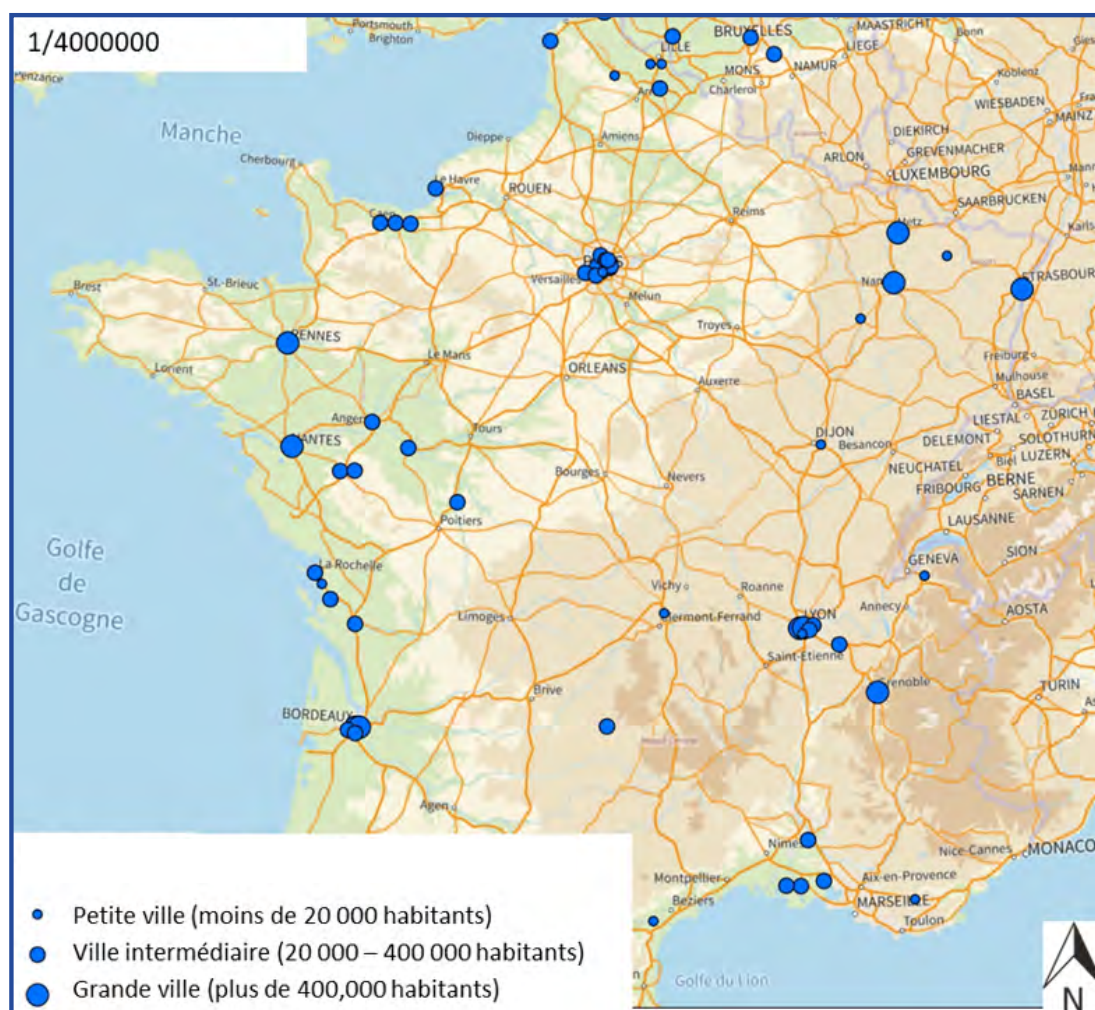 1/4000000
Portsmouth
Brighton
Penzance
Manche
Cherbourg
Dieppe
Amiens
LILLE
BRUXELLES
MAASTRICHT
LIEGE
Bonn
MONS
NAMUR
Charleroi
Koblenz
WIESBADEN
MAINZ
DIEKIRCH
GREVENMACHER
ARLON
LUXEMBOURG
SAARBRUCKEN
Le Havre
ROUEN
Caen
Reims
Metz
Versailles
Melun
Brest
St.-Brieuc
RENNES
Lorient
Le Mans
ORLEANS
Troyes
Auxerre
Freiburg
Mulhouse
BASEL
LIESTAL
DELEMONT
SOLOTHURN
Biel
LUZERN
NEUCHATEL
BERNE
FRIBOURG
SARNEN
LAUSANNE
NANTES
Tours
Bourges
Nevers
DIJON
Besancon
Poitiers
Golfe
de
Gascogne
La Rochelle
Limoges
Vichy
Roanne
GENEVA
SION
Annecy
AOSTA
Clermont-Ferrand
LYON
Saint-Etienne
Grenoble
TURIN
BORDEAUX
Brive
Agen
Nimes
Montpellier
Beziers
Aix-en-Provence
MARSEILLE
Toulon
Nice-Cannes
MONACO
Golfe du Lion
Petite ville (moins de 20 000 habitants)
Ville intermédiaire (20 000 – 400 000 habitants)
Grande ville (plus de 400,000 habitants)
N